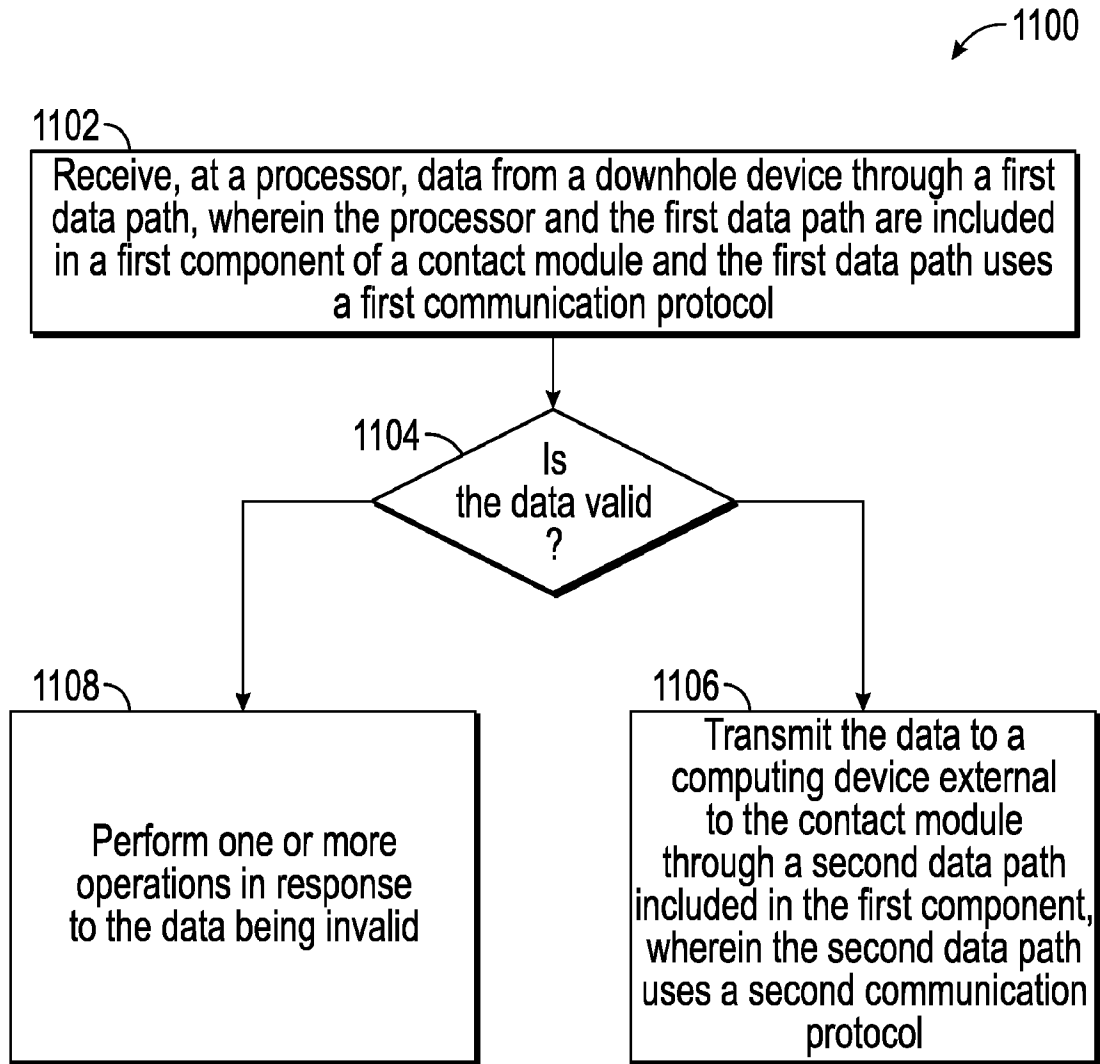 1100
1102
Receive, at a processor, data from a downhole device through a first
data path, wherein the processor and the first data path are included
in a first component of a contact module and the first data path uses
a first communication protocol
1104
Is
the data valid
?
1108
Perform one or more
operations in response
to the data being invalid
1106
Transmit the data to a
computing device external
to the contact module
through a second data path
included in the first component,
wherein the second data path
uses a second communication
protocol